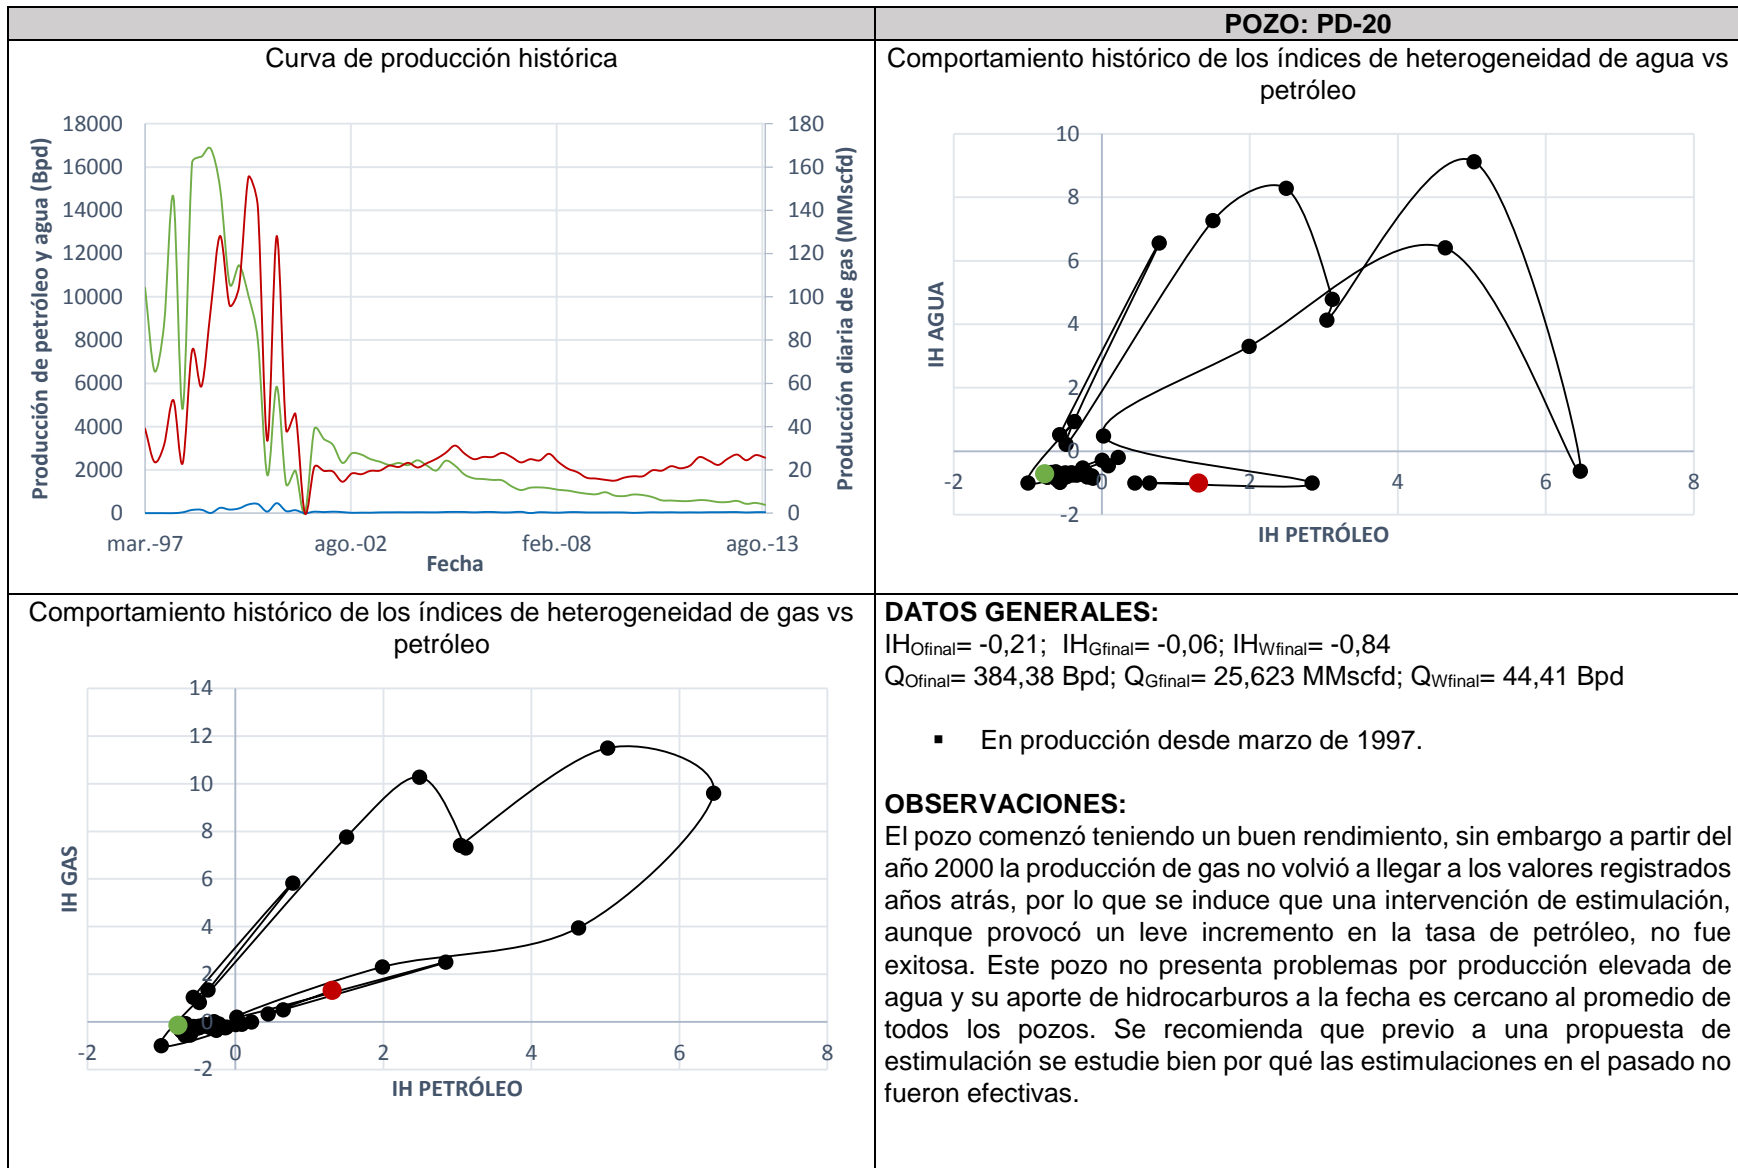 POZO: PD-20
Curva de producción histórica
18000
16000
14000
12000
10000
8000
6000
4000
2000
0
180
160
140
120
100
80
60
40
20
0
Producción de petróleo y agua (Bpd)
Producción diaria de gas (MMscfd)
mar.-97
ago.-02
feb.-08
ago.-13
Fecha
Comportamiento histórico de los índices de heterogeneidad de agua vs
petróleo
10
8
6
4
2
0
-2
-2
0
2
4
6
8
IH AGUA
IH PETRÓLEO
Comportamiento histórico de los índices de heterogeneidad de gas vs
petróleo
14
12
10
8
6
4
2
0
-2
-2
0
2
4
6
8
IH GAS
IH PETRÓLEO
DATOS GENERALES:
IHOfinal= -0,21; IHGfinal= -0,06; IHWfinal= -0,84
QOfinal= 384,38 Bpd; QGfinal= 25,623 MMscfd; QWfinal= 44,41 Bpd
▪ En producción desde marzo de 1997.
OBSERVACIONES:
El pozo comenzó teniendo un buen rendimiento, sin embargo a partir del
año 2000 la producción de gas no volvió a llegar a los valores registrados
años atrás, por lo que se induce que una intervención de estimulación,
aunque provocó un leve incremento en la tasa de petróleo, no fue
exitosa. Este pozo no presenta problemas por producción elevada de
agua y su aporte de hidrocarburos a la fecha es cercano al promedio de
todos los pozos. Se recomienda que previo a una propuesta de
estimulación se estudie bien por qué las estimulaciones en el pasado no
fueron efectivas.